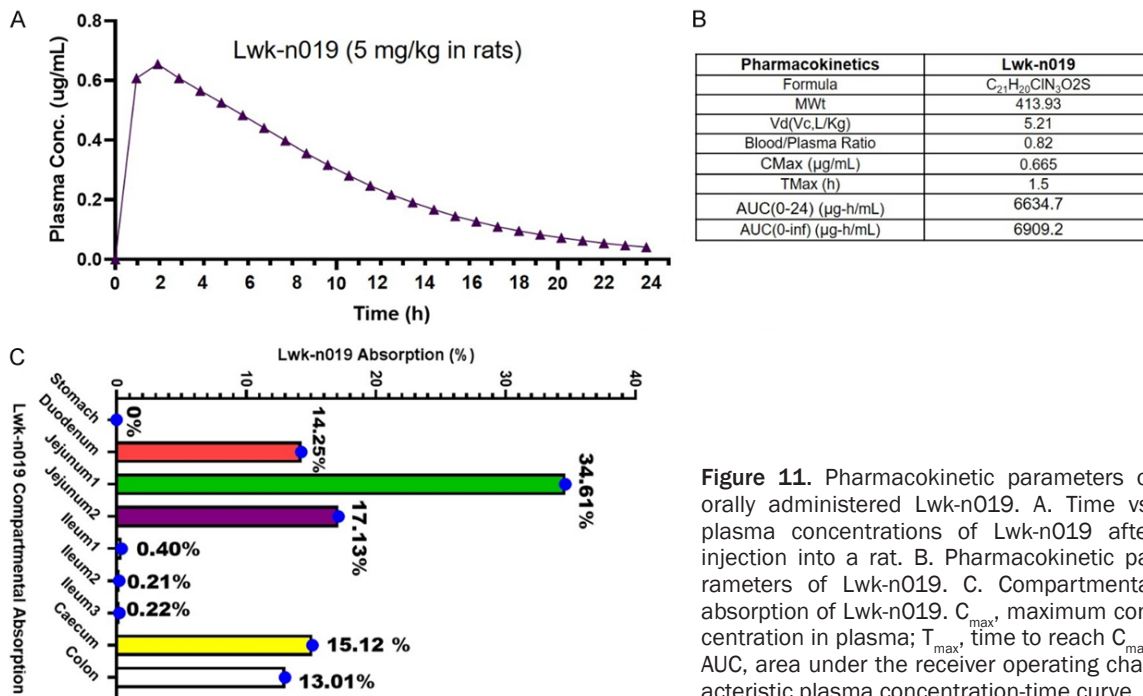 A
Lwk-n019 (5 mg/kg in rats)
Plasma Conc. (ug/mL)
0.8
0.6
0.4
0.2
0.0
0 2 4 6 8 10 12 14 16 18 20 22 24
Time (h)
B
Pharmacokinetics Lwk-n019
Formula C₂₁H₂₀ClN₃O2S
MWt 413.93
Vd(Vc,L/Kg) 5.21
Blood/Plasma Ratio 0.82
CMax (µg/mL) 0.665
TMax (h) 1.5
AUC(0-24) (µg-h/mL) 6634.7
AUC(0-inf) (µg-h/mL) 6909.2
C
Lwk-n019 Absorption (%)
0 10 20 30 40
Lwk-n019 Compartmental Absorption
Stomach 0%
Duodenum 14.25%
Jejunum1 34.61%
Jejunum2 17.13%
Ileum1 0.40%
Ileum2 0.21%
Ileum3 0.22%
Caecum 15.12 %
Colon 13.01%
Figure 11. Pharmacokinetic parameters o
orally administered Lwk-n019. A. Time vs
plasma concentrations of Lwk-n019 afte
injection into a rat. B. Pharmacokinetic pa
rameters of Lwk-n019. C. Compartmenta
absorption of Lwk-n019. Cmax, maximum con
centration in plasma; Tmax, time to reach Cmax
AUC, area under the receiver operating cha
acteristic plasma concentration-time curve.